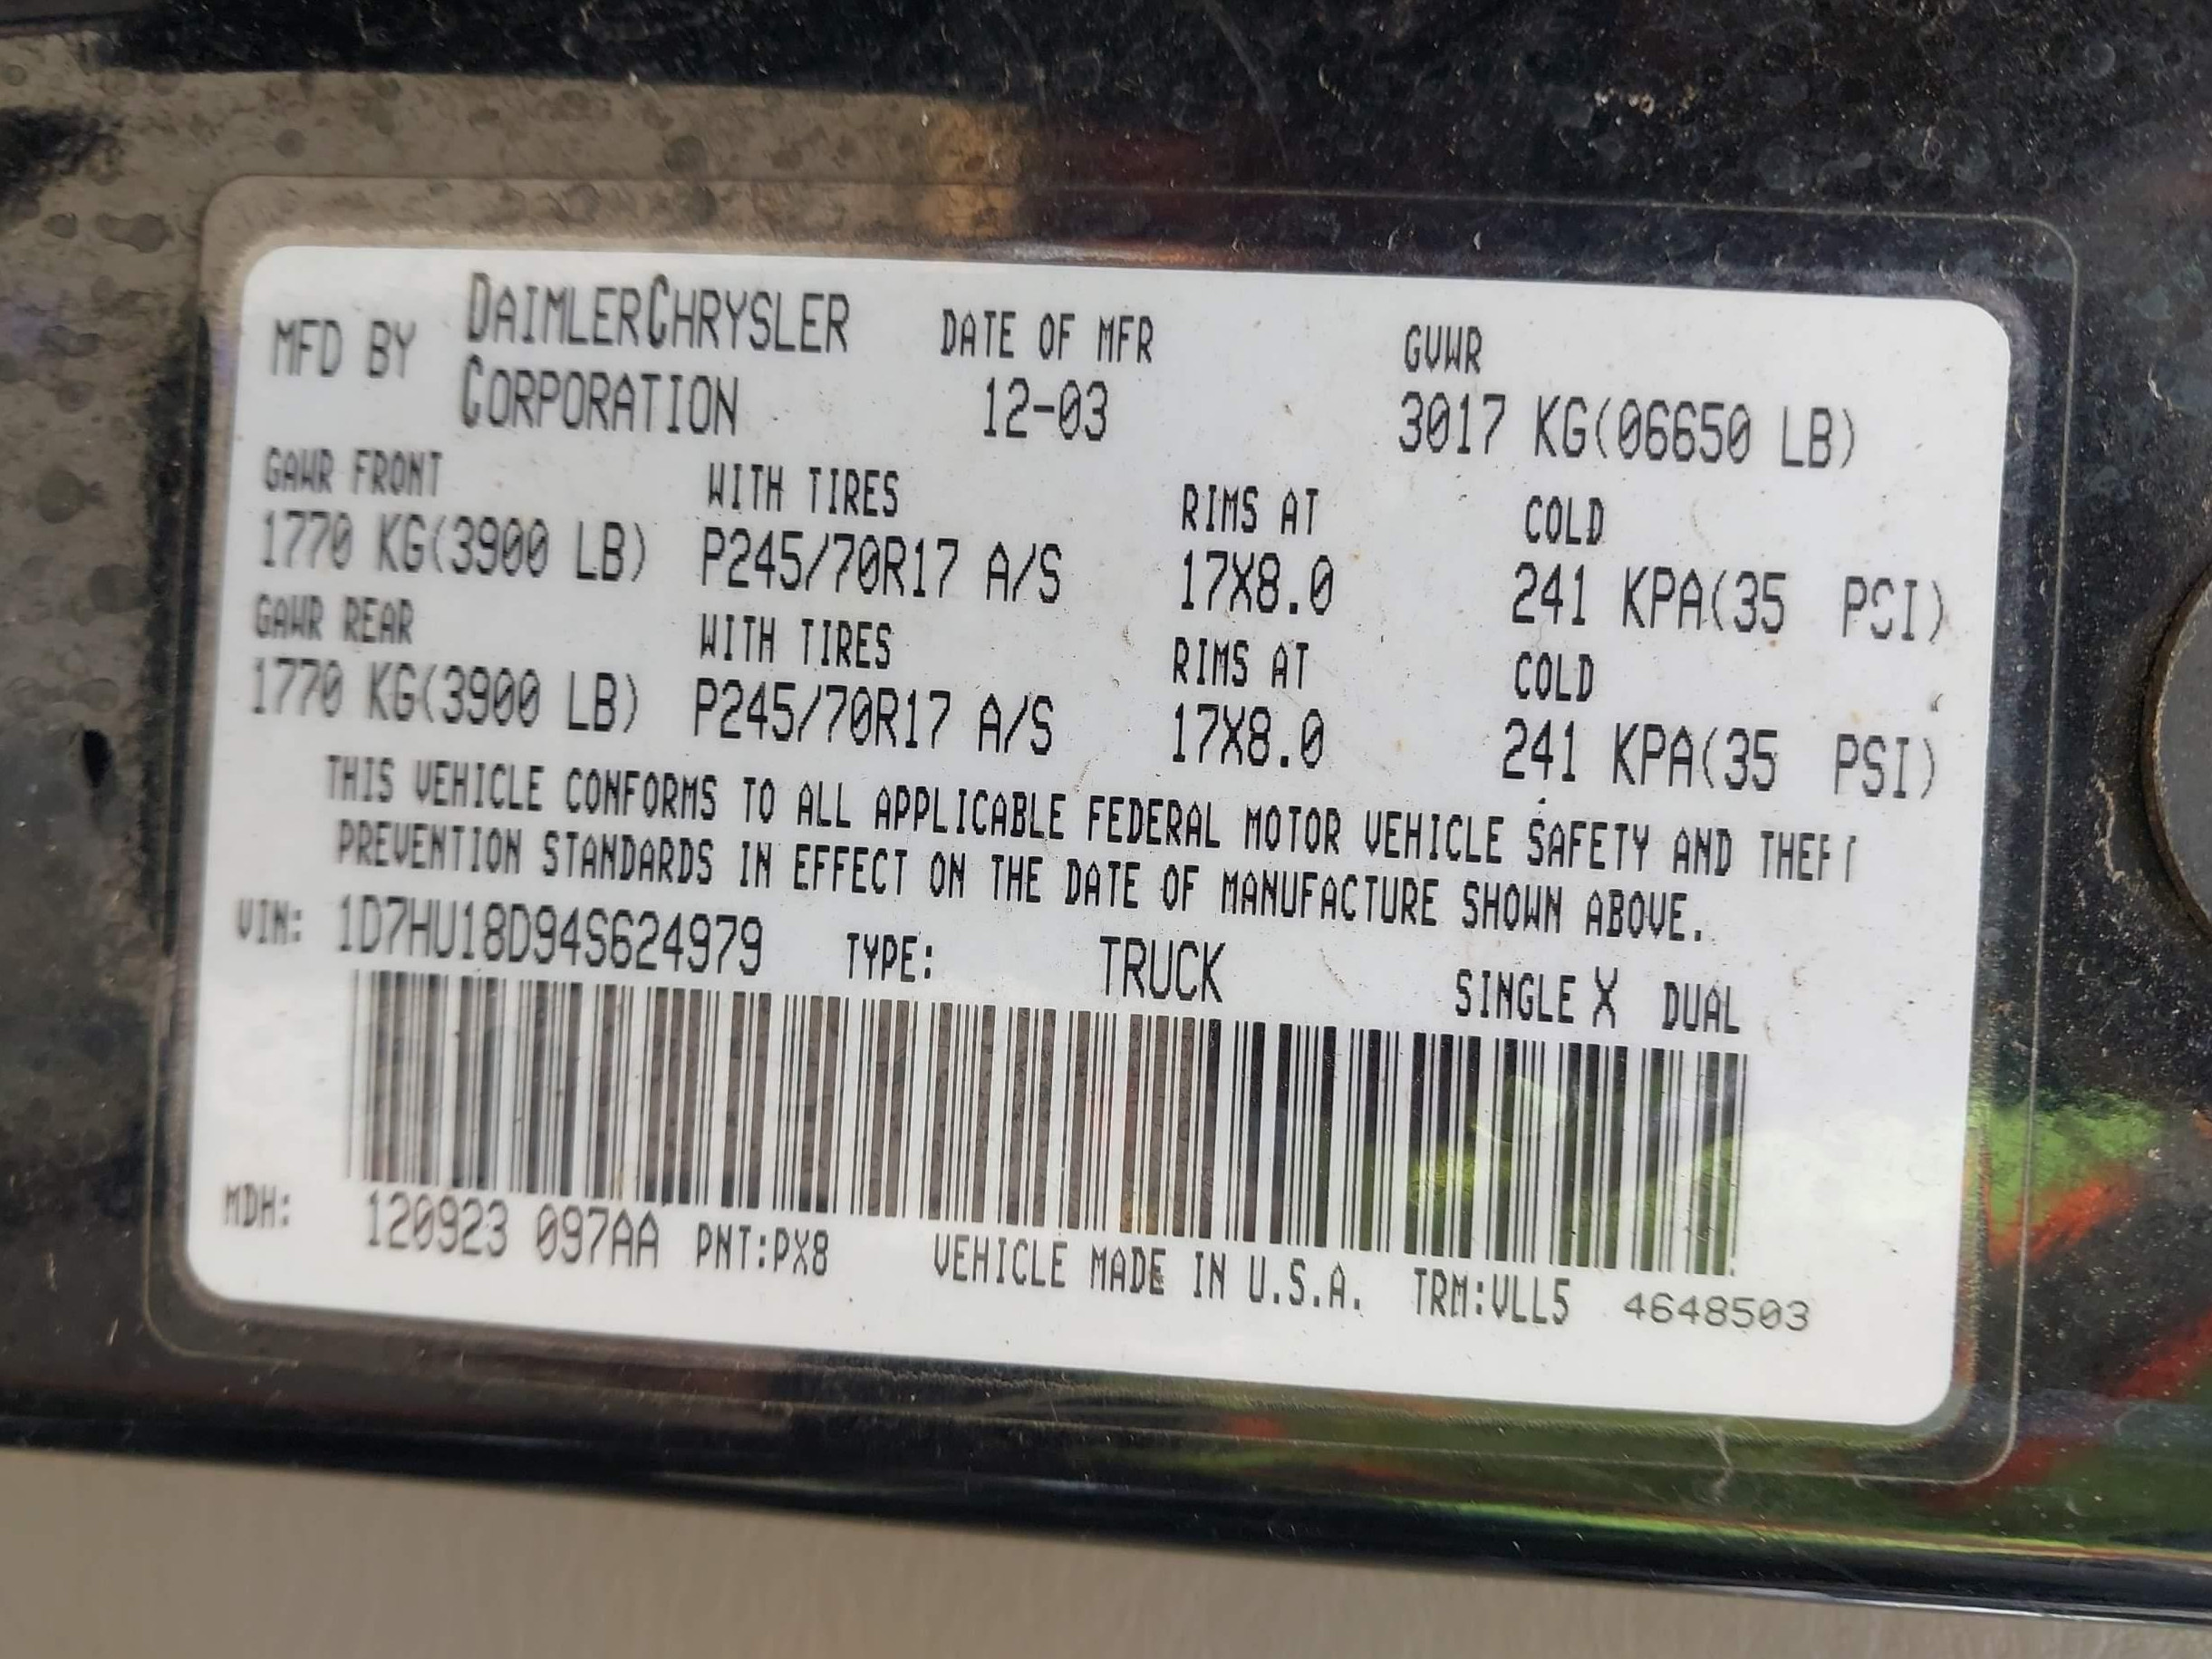 MFD BY DAIMLERCHRYSLER CORPORATION DATE OF MFR 12-03 GVWR 3017 KG(06650 LB)
GAWR FRONT WITH TIRES RIMS AT COLD
1770 KG(3900 LB) P245/70R17 A/S 17X8.0 241 KPA(35 PSI)
GAWR REAR WITH TIRES RIMS AT COLD
1770 KG(3900 LB) P245/70R17 A/S 17X8.0 241 KPA(35 PSI)
THIS VEHICLE CONFORMS TO ALL APPLICABLE FEDERAL MOTOR VEHICLE SAFETY AND THEFT
PREVENTION STANDARDS IN EFFECT ON THE DATE OF MANUFACTURE SHOWN ABOVE.
VIN: 1D7HU18D94S624979 TYPE: TRUCK SINGLE X DUAL
MDH: 120923 097AA PNT:PX8 VEHICLE MADE IN U.S.A. TRM:VLL5 4648503